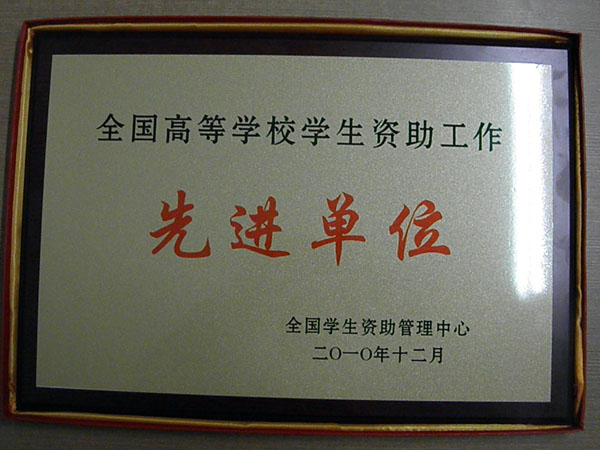 全国高等学校学生资助工作
先进单位
全国学生资助管理中心
二〇一〇年十二月